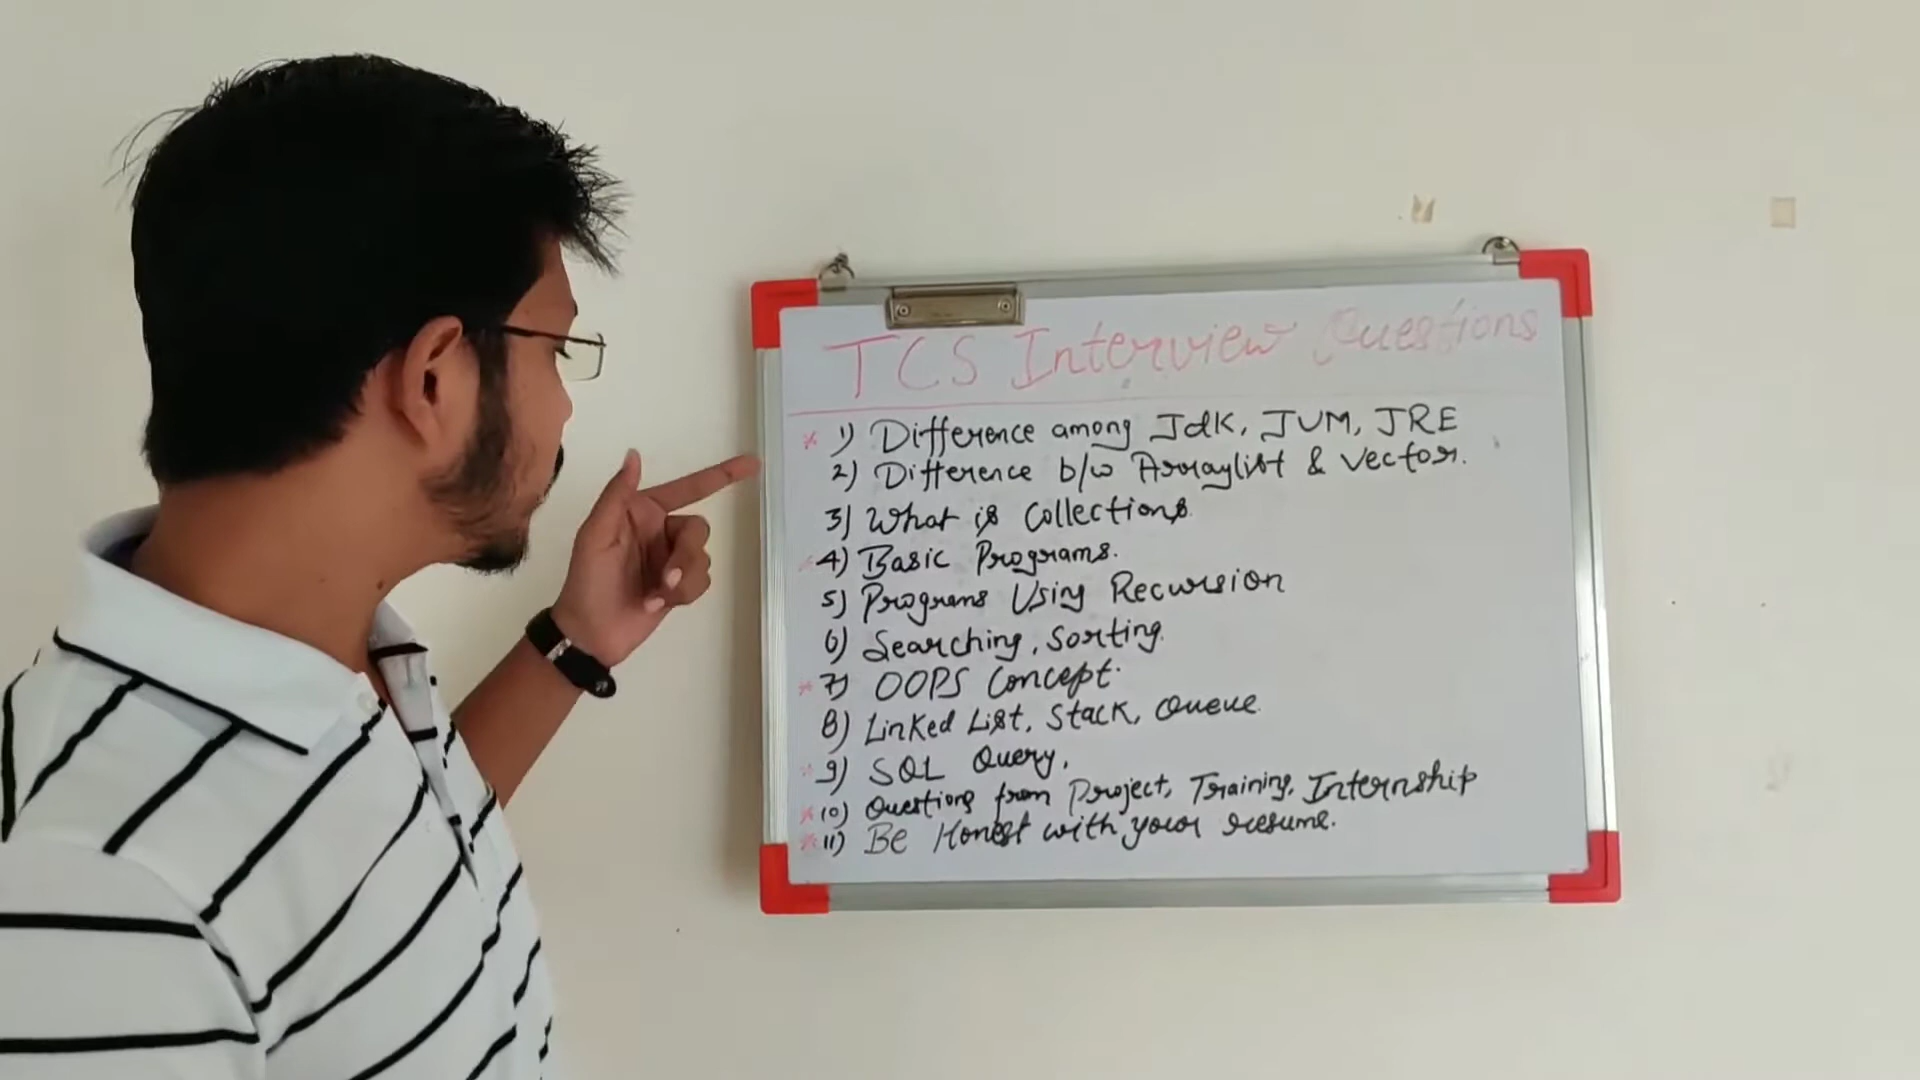 TCS Interview Questions
* 1) Difference among JdK, JVM, JRE
2) Difference b/w Arraylist & Vector.
3) What is Collections.
* 4) Basic Programs.
5) Programs Using Recursion
6) Searching, Sorting.
* 7) OOPS Concept.
8) Linked List, Stack, Queue.
* 9) SQL Query.
* 10) Questions from Project, Training, Internship
* 11) Be Honest with your resume.